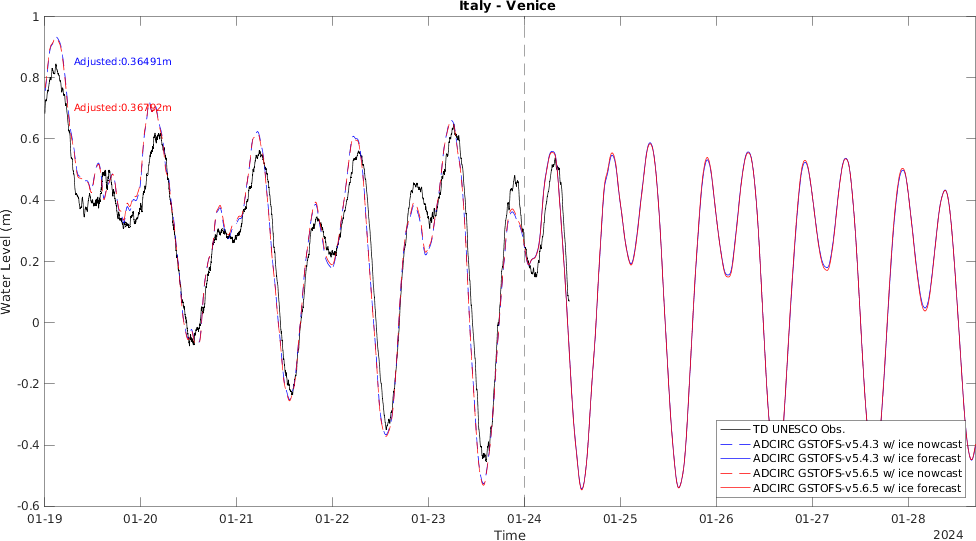 Italy - Venice
1
0.8
0.6
0.4
0.2
0
-0.2
-0.4
-0.6
Water Level (m)
Adjusted:0.36491m
TD UNESCO Obs.
ADCIRC GSTOFS-v5.4.3 w/ ice nowcast
ADCIRC GSTOFS-v5.4.3 w/ ice forecast
ADCIRC GSTOFS-v5.6.5 w/ ice nowcast
ADCIRC GSTOFS-v5.6.5 w/ ice forecast
01-19 01-20 01-21 01-22 01-23 01-24 01-25 01-26 01-27 01-28
Time
2024